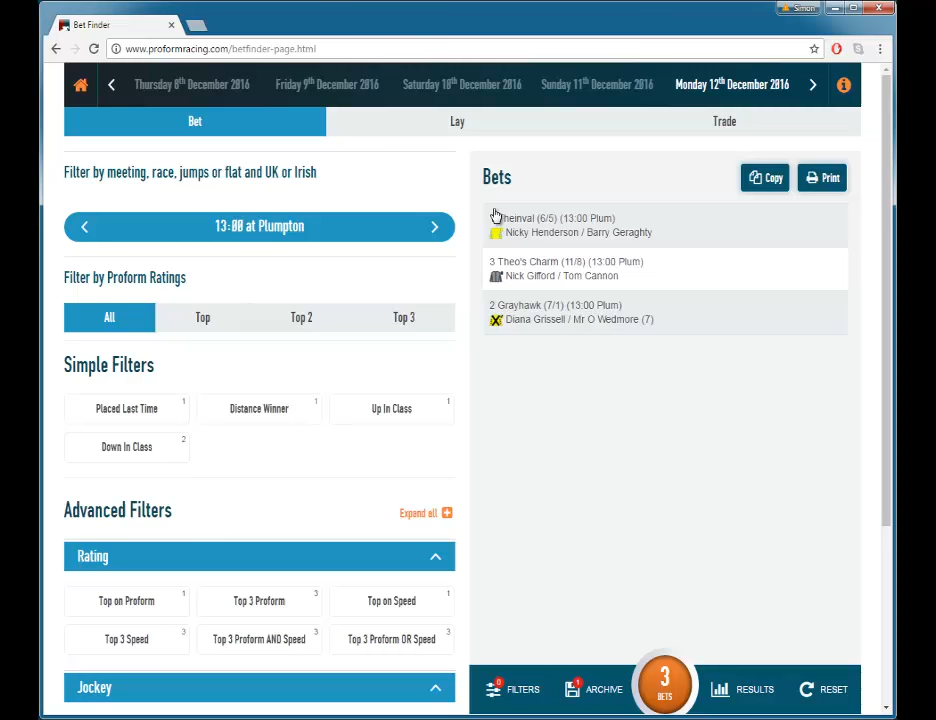 Simon
Bet Finder
www.proformracing.com/betfinder-page.html
Thursday 8th December 2016 Friday 9th December 2016 Saturday 10th December 2016 Sunday 11th December 2016 Monday 12th December 2016
Bet Lay Trade
Filter by meeting, race, jumps or flat and UK or Irish
13:00 at Plumpton
Filter by Proform Ratings
All Top Top 2 Top 3
Simple Filters
Placed Last Time 1 Distance Winner 1 Up In Class 1
Down In Class 2
Advanced Filters Expand all
Rating
Top on Proform 1 Top 3 Proform 3 Top on Speed 1
Top 3 Speed 3 Top 3 Proform AND Speed 3 Top 3 Proform OR Speed 3
Jockey
Bets Copy Print
heinval (6/5) (13:00 Plum)
Nicky Henderson / Barry Geraghty
3 Theo's Charm (11/8) (13:00 Plum)
Nick Gifford / Tom Cannon
2 Grayhawk (7/1) (13:00 Plum)
Diana Grissell / Mr O Wedmore (7)
0 FILTERS 1 ARCHIVE 3 BETS RESULTS RESET